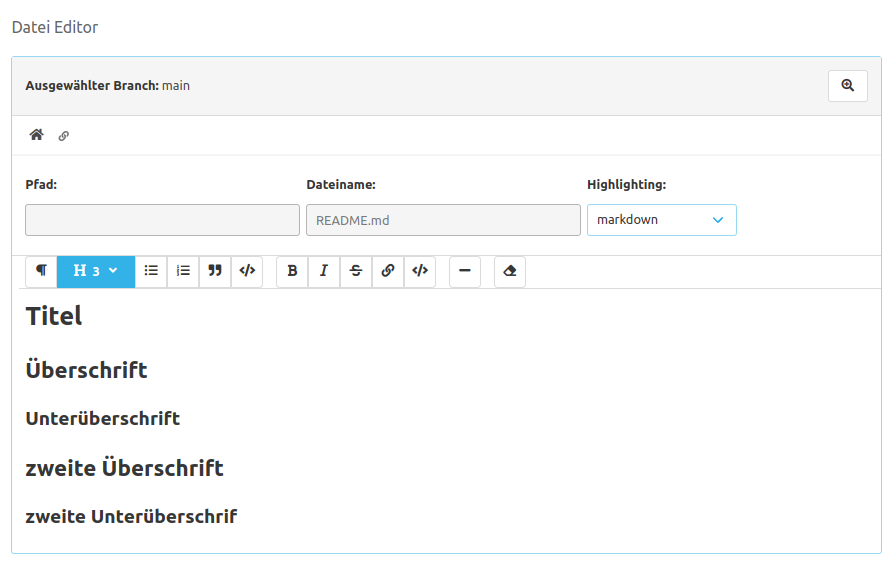 Datei Editor
Ausgewählter Branch: main
Pfad: Dateiname: Highlighting:
README.md markdown
¶ H 3 B I S
Titel
Überschrift
Unterüberschrift
zweite Überschrift
zweite Unterüberschrif